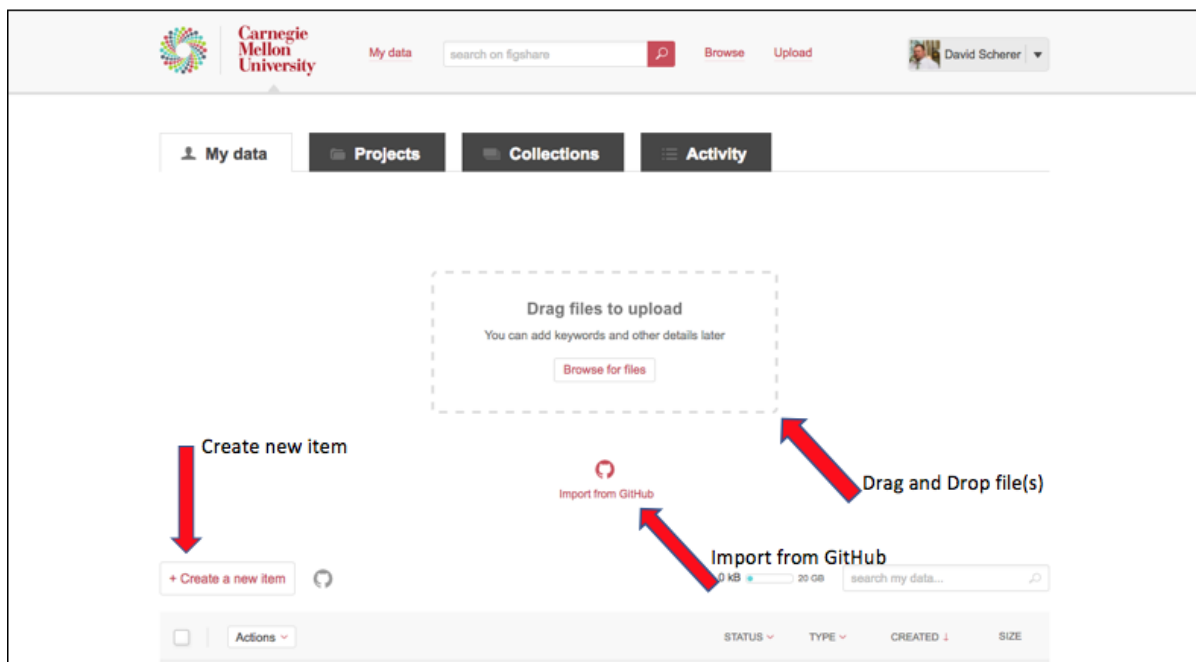 Carnegie
Mellon
University
My data
search on figshare
Browse
Upload
David Scherer
My data
Projects
Collections
Activity
Drag files to upload
You can add keywords and other details later
Browse for files
Create new item
Drag and Drop file(s)
Import from GitHub
Import from GitHub
+ Create a new item
0 kB
20 GB
search my data...
Actions
STATUS
TYPE
CREATED ↓
SIZE